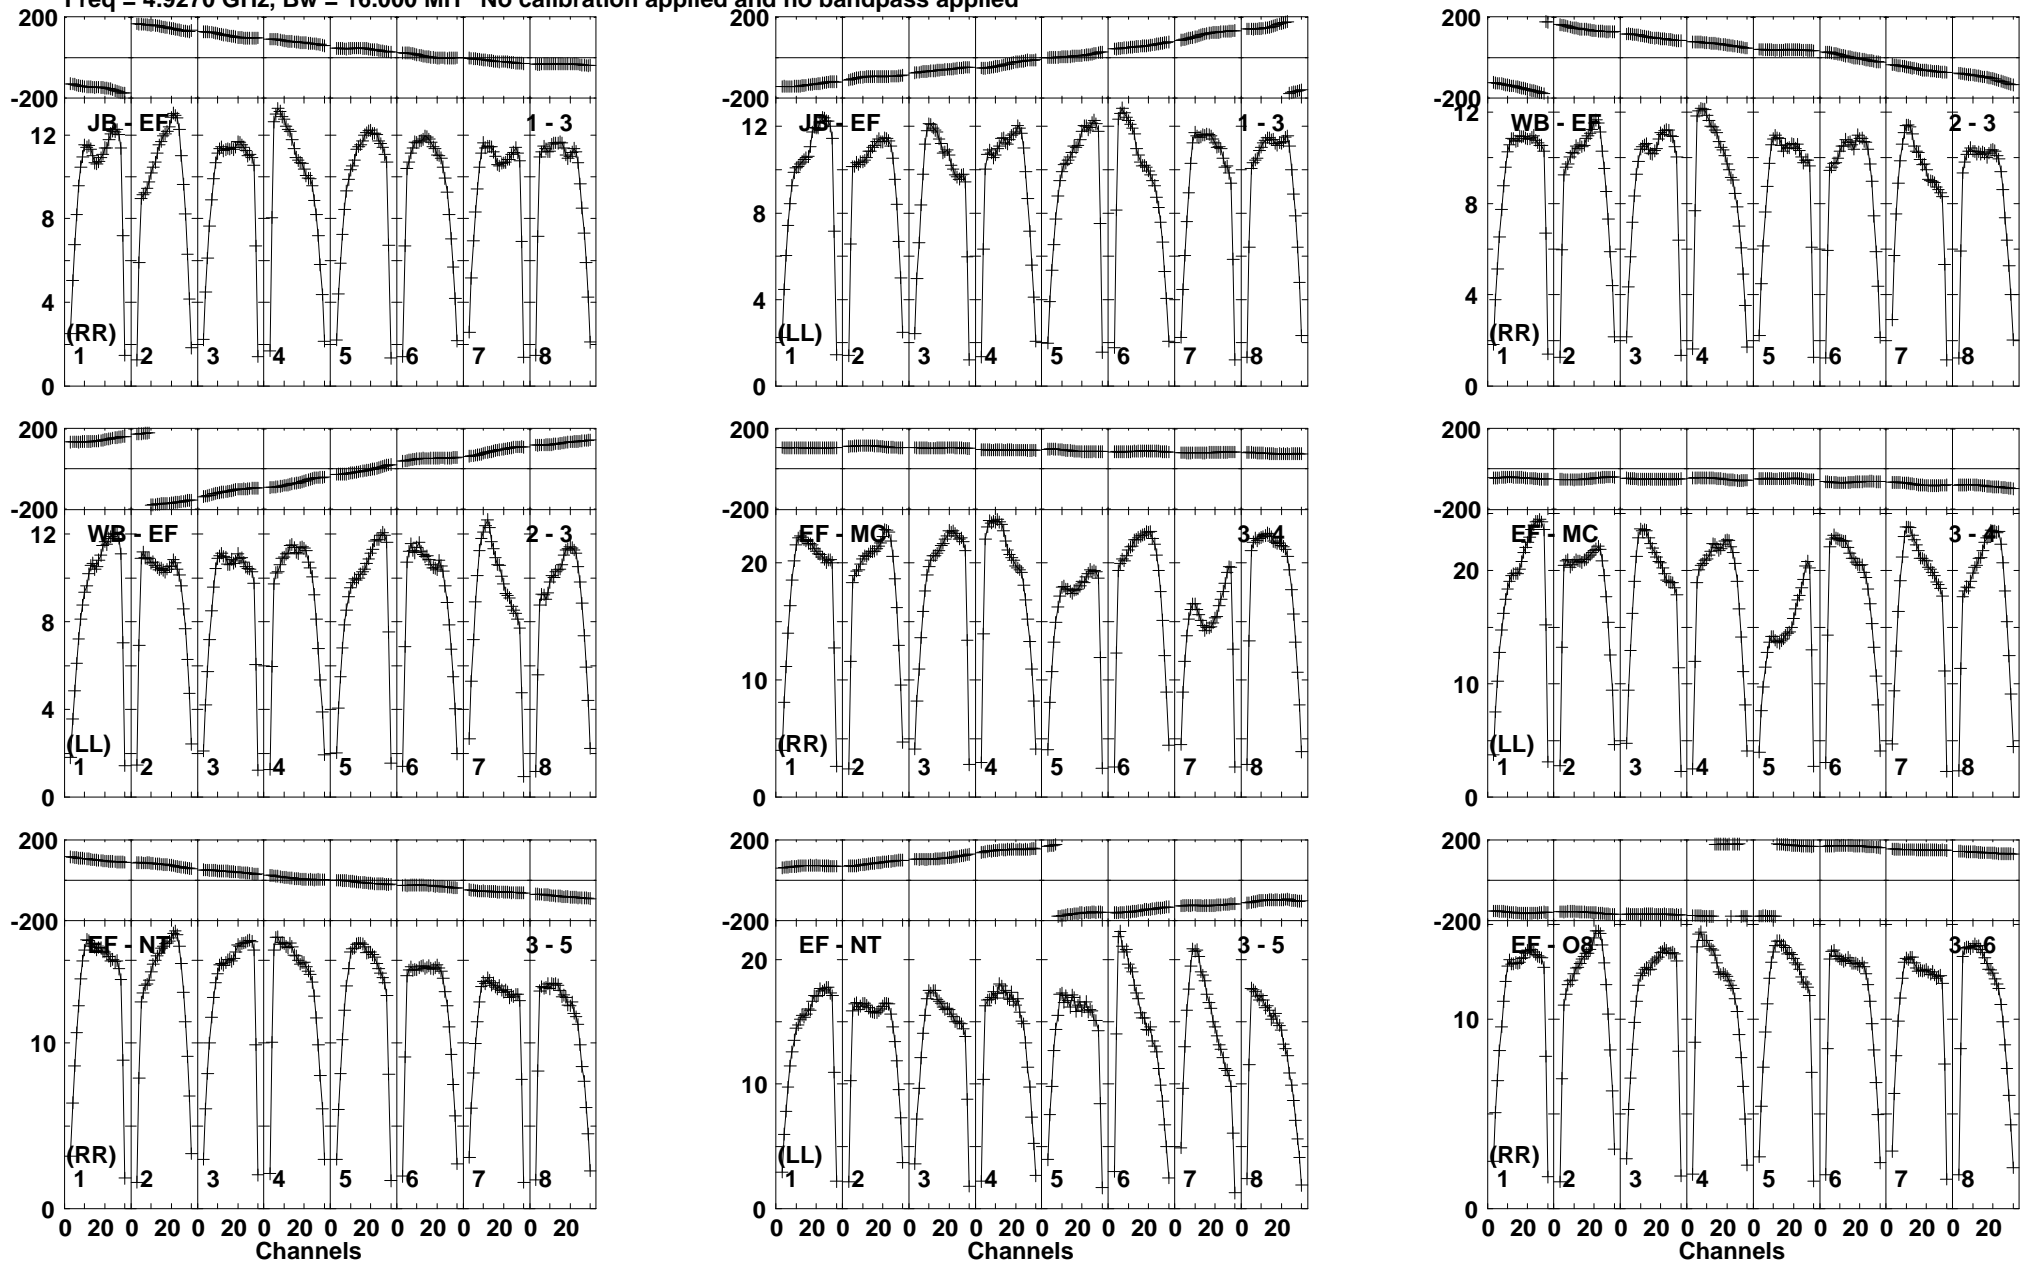 Freq = 4.9270 GHz, Bw = 16.000 MH No calibration applied and no bandpass applied
200 200 200
-200 -200 -200
JB - EF 1 - 3 JB - EF 1 - 3 WB - EF 2 - 3
12 12 12
8 8 8
4 4 4
(RR) (LL) (RR)
1 2 3 4 5 6 7 8 1 2 3 4 5 6 7 8 1 2 3 4 5 6 7 8
0 0 0
200 200 200
-200 -200 -200
WB - EF 2 - 3 EF - MC 3 - 4 EF - MC 3 - 4
12 20 20
8
4 10 10
(LL) (RR) (LL)
1 2 3 4 5 6 7 8 1 2 3 4 5 6 7 8 1 2 3 4 5 6 7 8
0 0 0
200 200 200
-200 -200 -200
EF - NT 3 - 5 EF - NT 3 - 5 EF - O8 3 - 6
20
10 10 10
(RR) (LL) (RR)
1 2 3 4 5 6 7 8 1 2 3 4 5 6 7 8 1 2 3 4 5 6 7 8
0 0 0
0 20 0 20 0 20 0 20 0 20 0 20 0 20 0 20 0 20 0 20 0 20 0 20 0 20 0 20 0 20 0 20 0 20 0 20 0 20 0 20 0 20 0 20 0 20 0 20
Channels Channels Channels